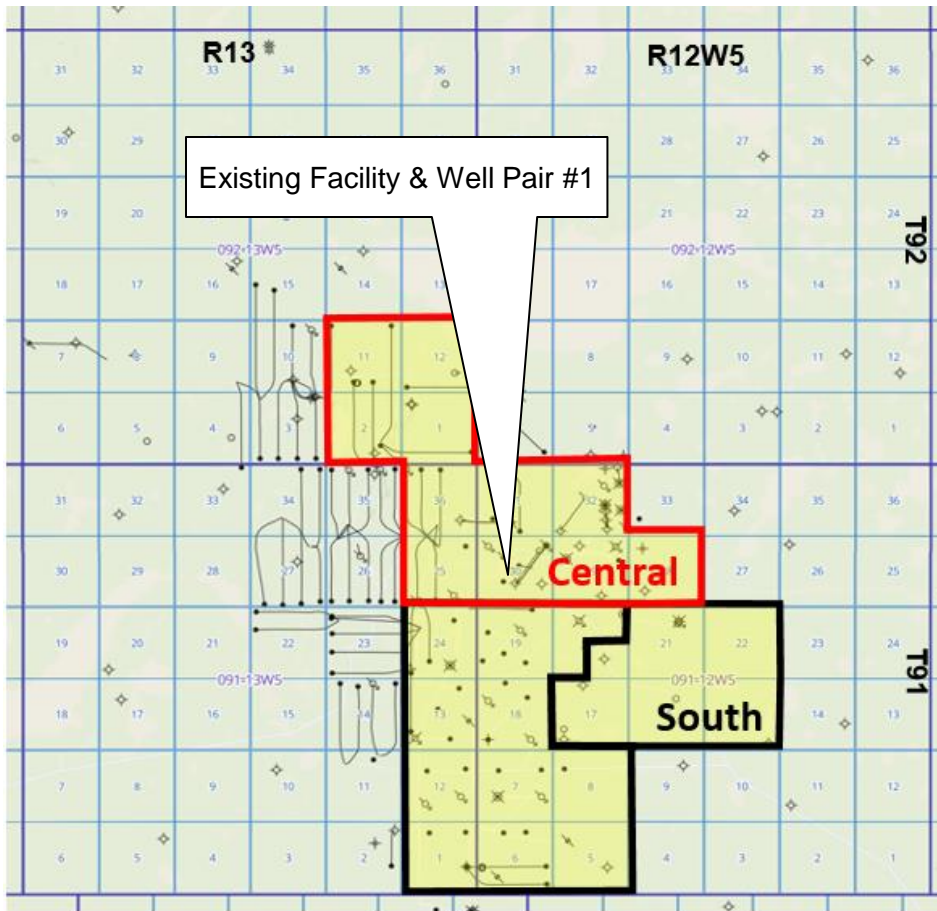 R13 R12W5
31 32 33 34 35 36 31 32 33 34 35 36
30 29 28 27 26 25
Existing Facility & Well Pair #1
19 20 21 22 23 24
T92
092-13W5 092-12W5
18 17 16 15 14 13 17 16 15 14 13
7 8 9 10 11 12 8 9 10 11 12
6 5 4 3 2 1 5 4 3 2 1
31 32 33 34 35 36 32 33 34 35 36
30 29 28 27 25 27 26 25
Central
19 20 21 22 23 24 19 21 22 23 24
T91
091-13W5 091-12W5
18 17 16 15 14 13 18 17 14 13
South
7 8 9 10 11 12 7 8 9 10 11 12
6 5 4 3 2 1 6 5 4 3 2 1